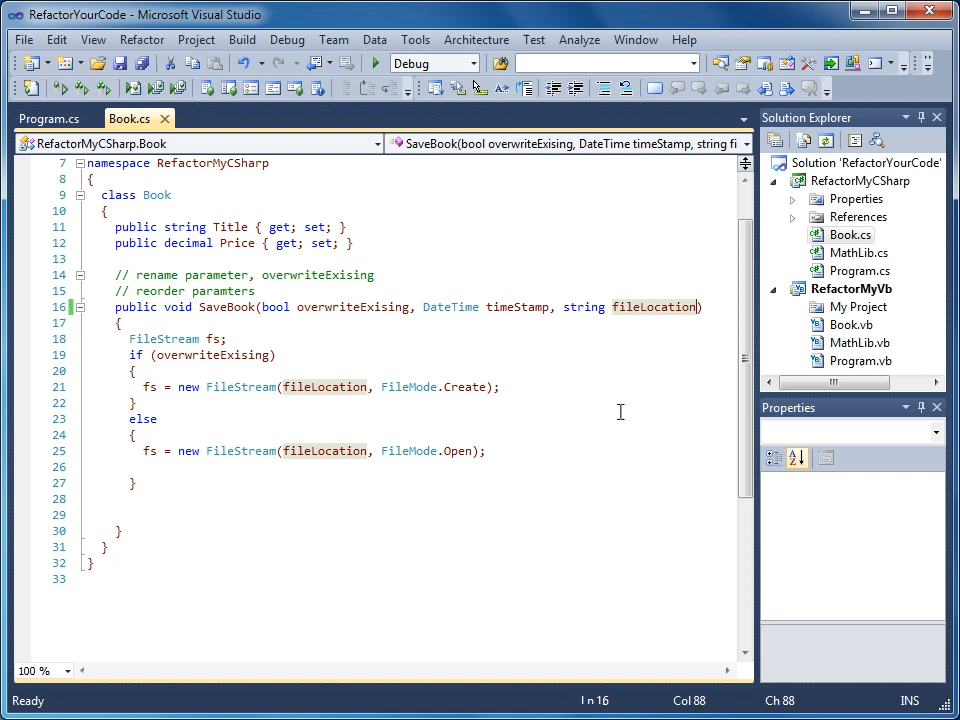 RefactorYourCode - Microsoft Visual Studio
File Edit View Refactor Project Build Debug Team Data Tools Architecture Test Analyze Window Help
Debug
Program.cs Book.cs
RefactorMyCSharp.Book SaveBook(bool overwriteExising, DateTime timeStamp, string fi
7 namespace RefactorMyCSharp
8 {
9 class Book
10 {
11 public string Title { get; set; }
12 public decimal Price { get; set; }
13
14 // rename parameter, overwriteExising
15 // reorder paramters
16 public void SaveBook(bool overwriteExising, DateTime timeStamp, string fileLocation)
17 {
18 FileStream fs;
19 if (overwriteExising)
20 {
21 fs = new FileStream(fileLocation, FileMode.Create);
22 }
23 else
24 {
25 fs = new FileStream(fileLocation, FileMode.Open);
26
27 }
28
29
30 }
31 }
32 }
33
100 %
Solution Explorer
Solution 'RefactorYourCode'
RefactorMyCSharp
Properties
References
Book.cs
MathLib.cs
Program.cs
RefactorMyVb
My Project
Book.vb
MathLib.vb
Program.vb
Properties
Ready ln 16 Col 88 Ch 88 INS